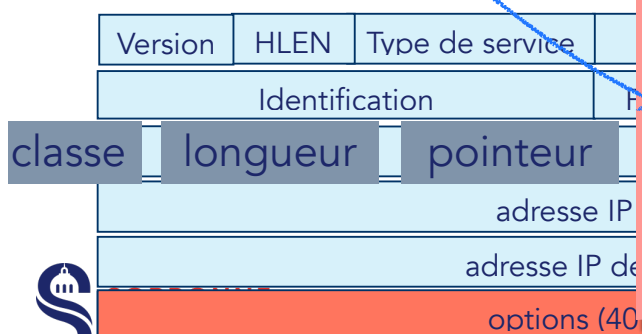 Version HLEN Type de service
Identification
classe longueur pointeur
adresse IP
adresse IP de
options (40